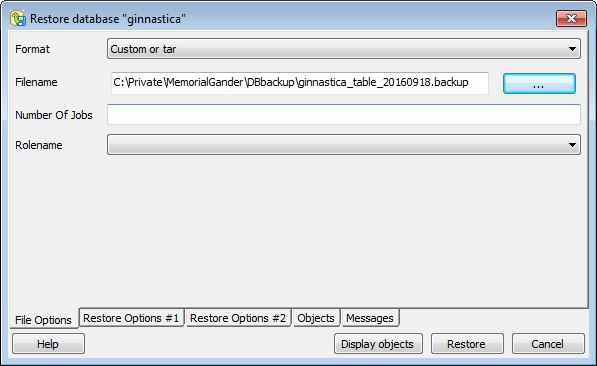 Restore database "ginnastica"
Format Custom or tar
Filename C:\Private\MemorialGander\DBbackup\ginnastica_table_20160918.backup ...
Number Of Jobs
Rolename
File Options Restore Options #1 Restore Options #2 Objects Messages
Help Display objects Restore Cancel